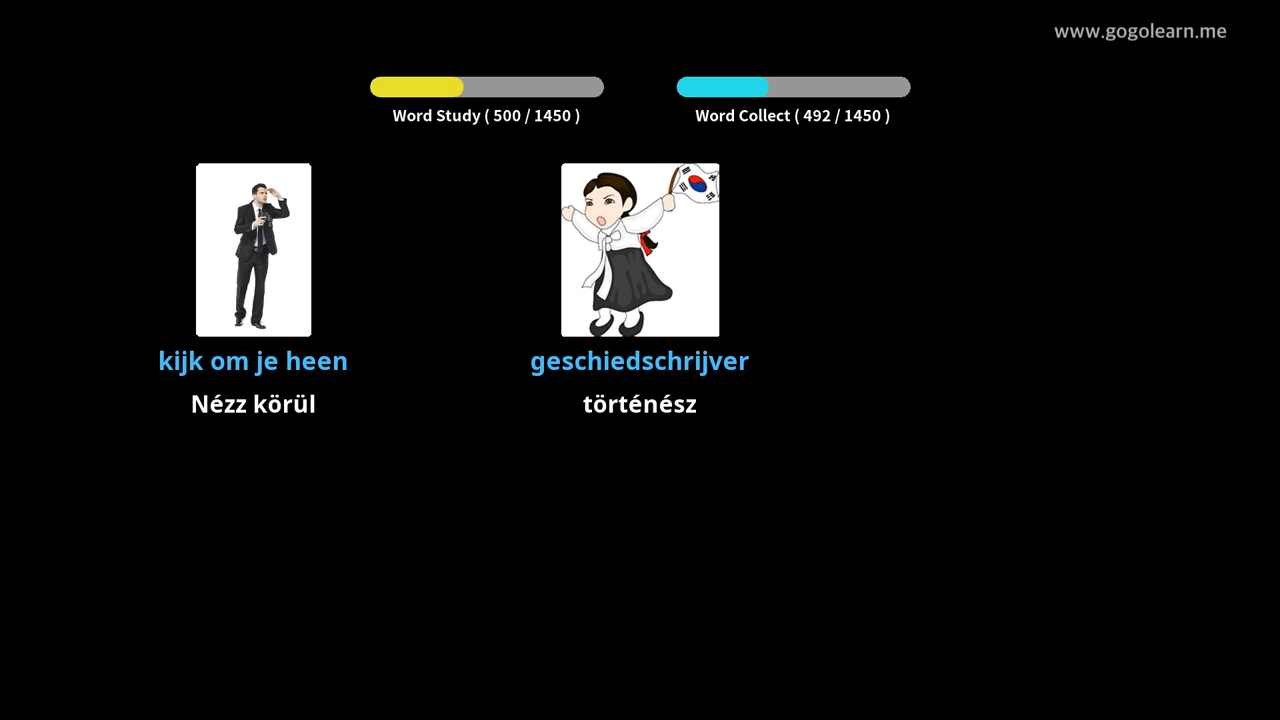 www.gogolearn.me
Word Study ( 500 / 1450 )
Word Collect ( 492 / 1450 )
kijk om je heen
Nézz körül
geschiedschrijver
történész